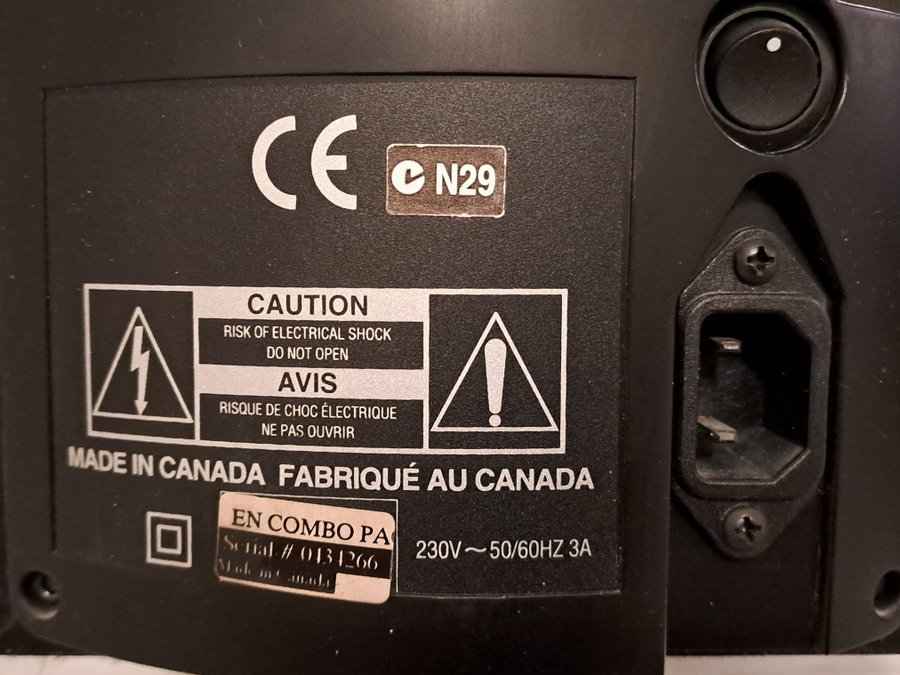 CE
N29
CAUTION
RISK OF ELECTRICAL SHOCK
DO NOT OPEN
AVIS
RISQUE DE CHOC ÉLECTRIQUE
NE PAS OUVRIR
MADE IN CANADA FABRIQUÉ AU CANADA
EN COMBO PA
Serial # 0431266
Made in Canada
230V ~ 50/60HZ 3A